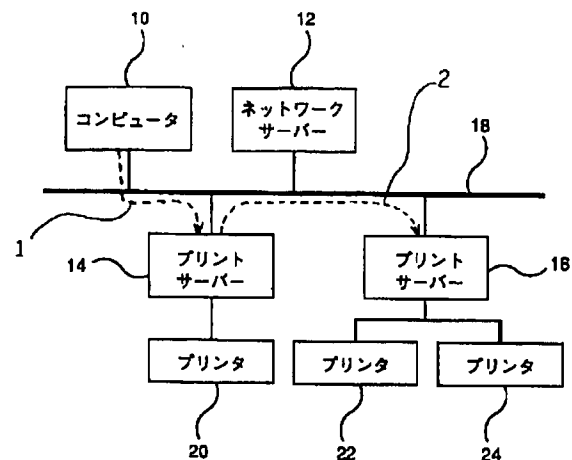 10
12
コンピュータ
ネットワーク
サーバー
2
18
1
14
プリント
サーバー
プリント
サーバー
16
プリンタ
プリンタ
プリンタ
20
22
24